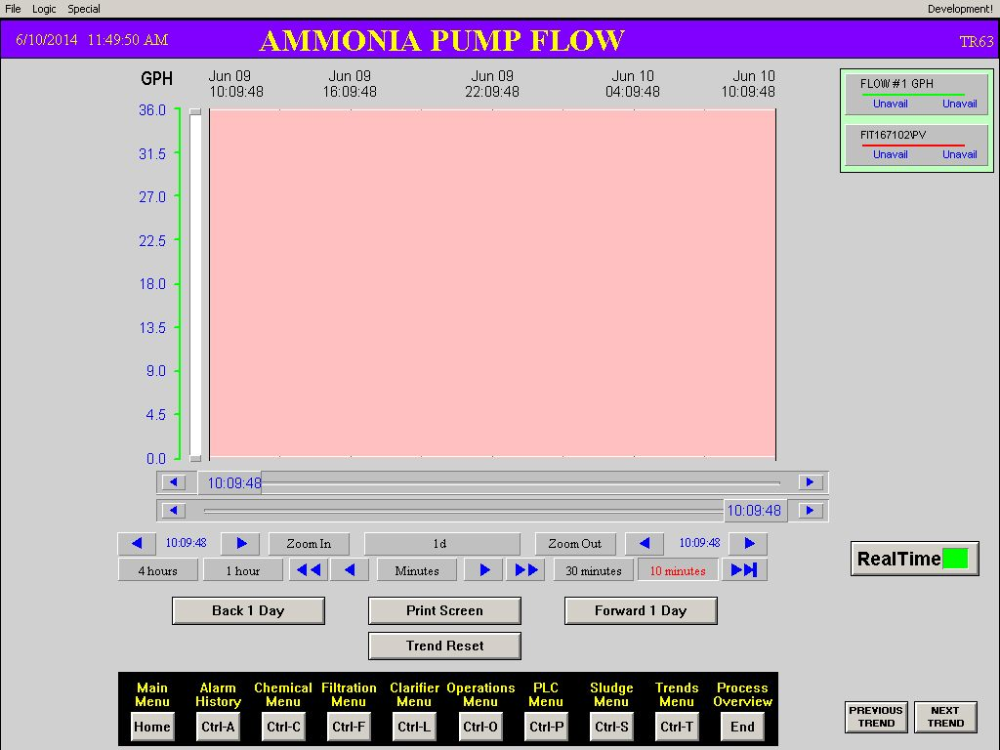 File Logic Special Development!
6/10/2014 11:49:50 AM AMMONIA PUMP FLOW TR63
GPH
Jun 09 Jun 09 Jun 09 Jun 10 Jun 10
10:09:48 16:09:48 22:09:48 04:09:48 10:09:48
FLOW #1 GPH
Unavail Unavail
FIT167102\PV
Unavail Unavail
36.0
31.5
27.0
22.5
18.0
13.5
9.0
4.5
0.0
10:09:48
10:09:48
10:09:48 Zoom In 1d Zoom Out 10:09:48
4 hours 1 hour Minutes 30 minutes 10 minutes
RealTime
Back 1 Day Print Screen Forward 1 Day
Trend Reset
Main Alarm Chemical Filtration Clarifier Operations PLC Sludge Trends Process
Menu History Menu Menu Menu Menu Menu Menu Menu Overview
Home Ctrl-A Ctrl-C Ctrl-F Ctrl-L Ctrl-O Ctrl-P Ctrl-S Ctrl-T End
PREVIOUS NEXT
TREND TREND